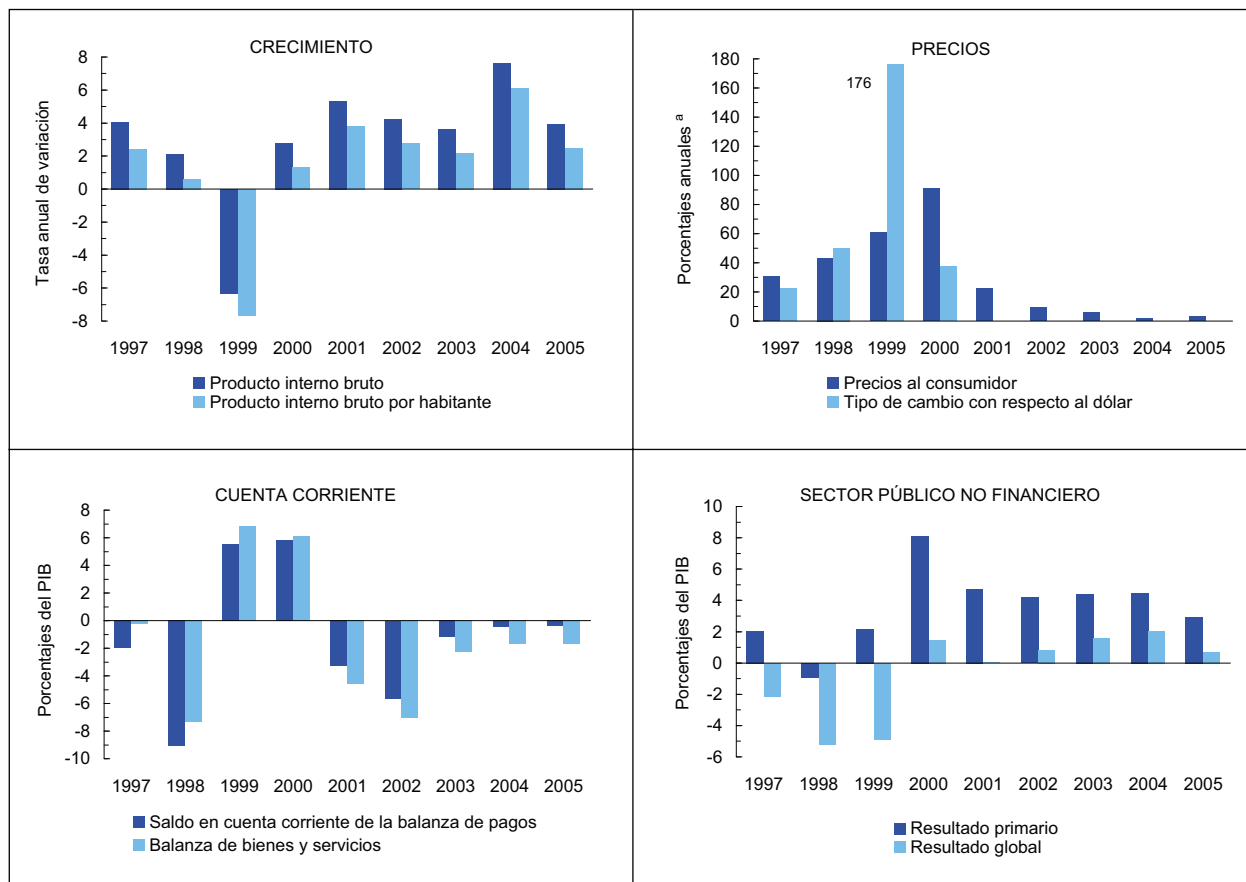 CRECIMIENTO
Tasa anual de variación
8
6
4
2
0
-2
-4
-6
-8
1997 1998 1999 2000 2001 2002 2003 2004 2005
Producto interno bruto
Producto interno bruto por habitante
PRECIOS
Porcentajes anuales a
180
160
140
120
100
80
60
40
20
0
176
1997 1998 1999 2000 2001 2002 2003 2004 2005
Precios al consumidor
Tipo de cambio con respecto al dólar
CUENTA CORRIENTE
Porcentajes del PIB
8
6
4
2
0
-2
-4
-6
-8
-10
1997 1998 1999 2000 2001 2002 2003 2004 2005
Saldo en cuenta corriente de la balanza de pagos
Balanza de bienes y servicios
SECTOR PÚBLICO NO FINANCIERO
Porcentajes del PIB
10
8
6
4
2
0
-2
-4
-6
1997 1998 1999 2000 2001 2002 2003 2004 2005
Resultado primario
Resultado global